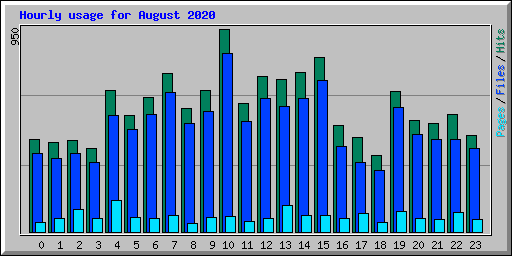 Hourly usage for August 2020
950
Pages/Files/Hits
0 1 2 3 4 5 6 7 8 9 10 11 12 13 14 15 16 17 18 19 20 21 22 23